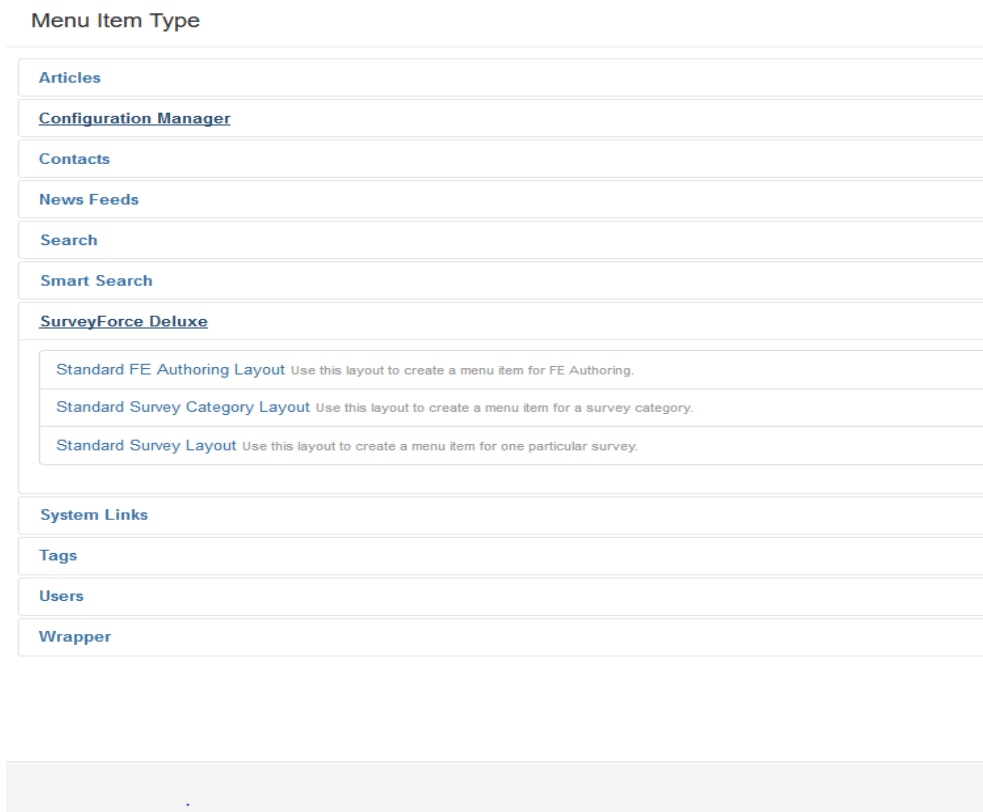 Menu Item Type
Articles
Configuration Manager
Contacts
News Feeds
Search
Smart Search
SurveyForce Deluxe
Standard FE Authoring Layout Use this layout to create a menu item for FE Authoring.
Standard Survey Category Layout Use this layout to create a menu item for a survey category.
Standard Survey Layout Use this layout to create a menu item for one particular survey.
System Links
Tags
Users
Wrapper